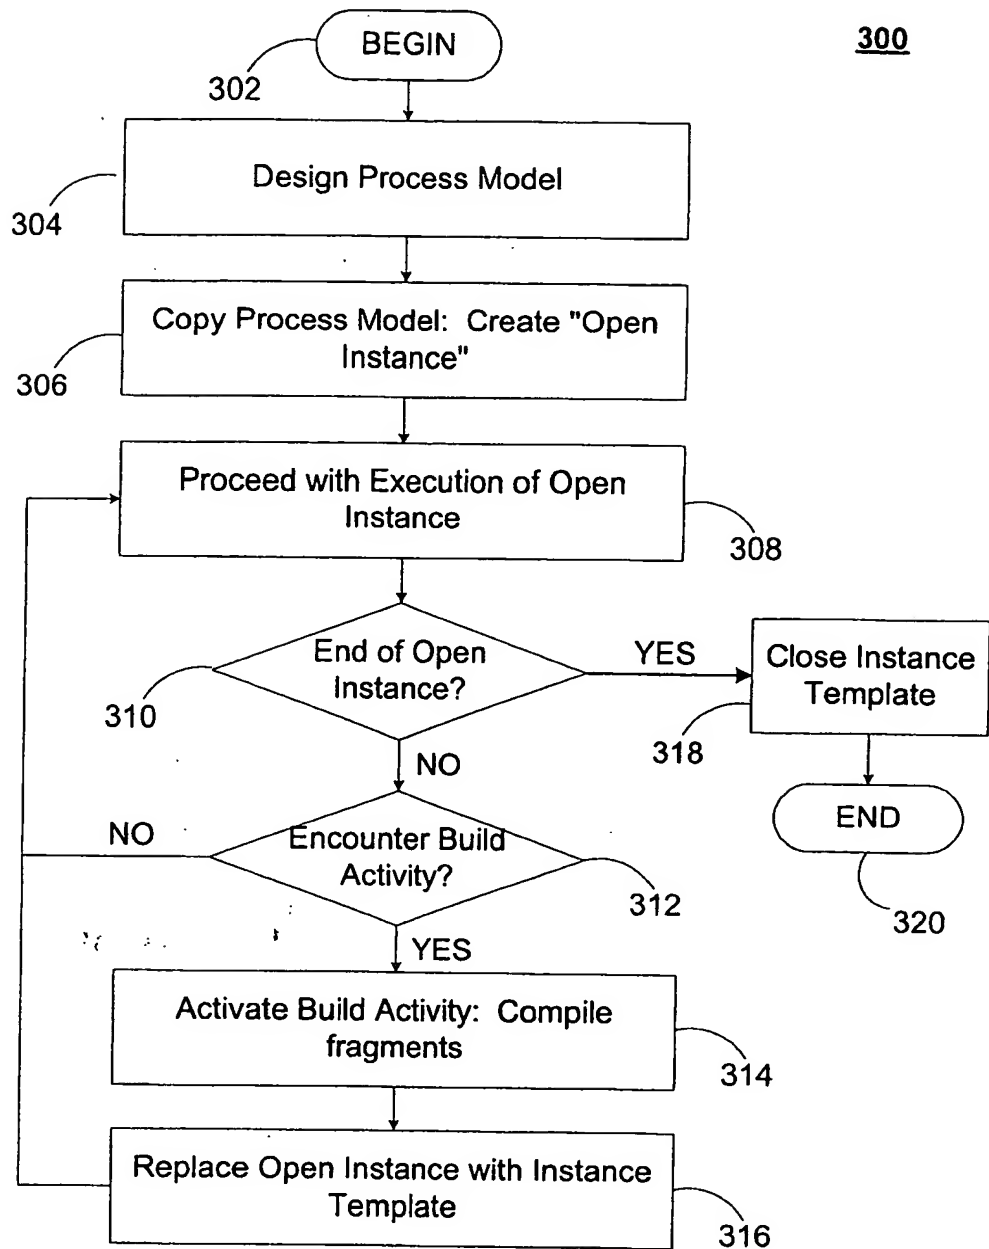 BEGIN
300
302
Design Process Model
304
Copy Process Model: Create "Open
Instance"
306
Proceed with Execution of Open
Instance
308
End of Open
Instance?
YES
Close Instance
Template
310
318
NO
END
NO
Encounter Build
Activity?
312
320
YES
Activate Build Activity: Compile
fragments
314
Replace Open Instance with Instance
Template
316